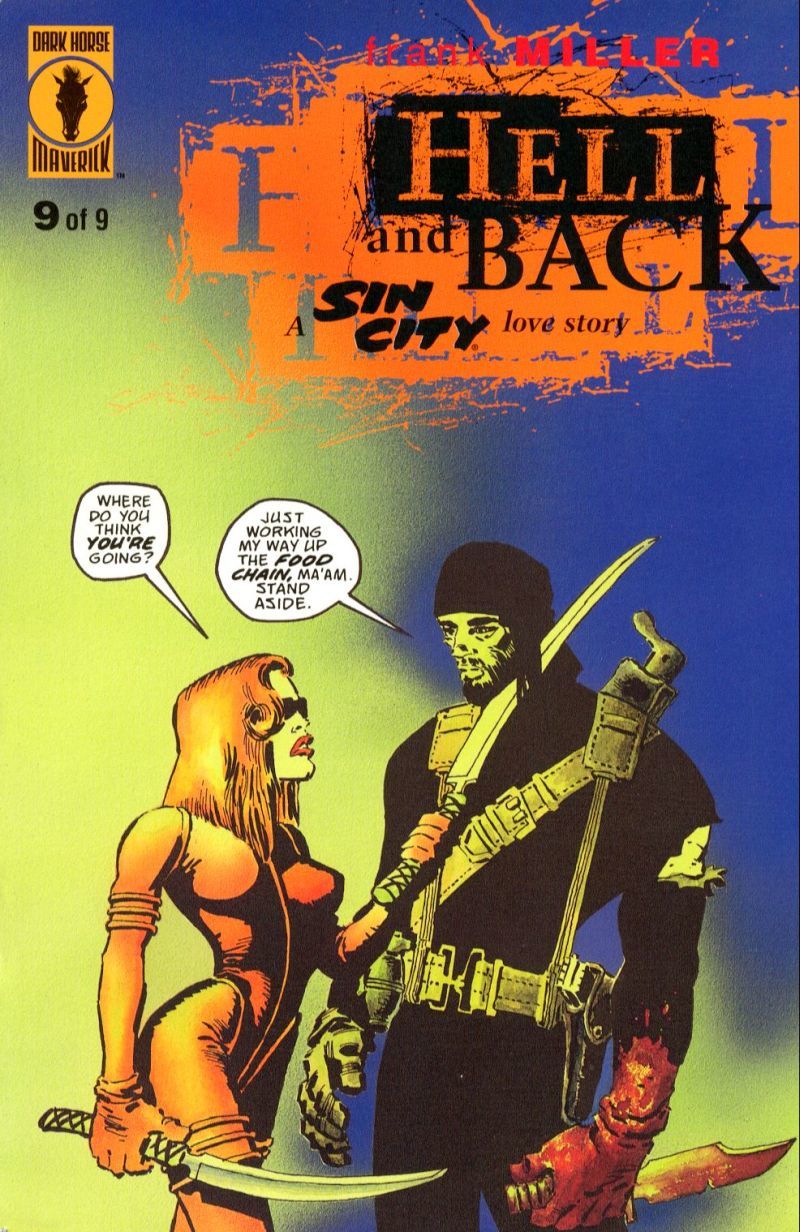 DARK HORSE
MAVERICK™
9 of 9
frank MILLER
HELL
and BACK
A SIN CITY® love story
WHERE
DO YOU
THINK
YOU'RE
GOING?
JUST
WORKING
MY WAY UP
THE FOOD
CHAIN, MA'AM.
STAND
ASIDE.